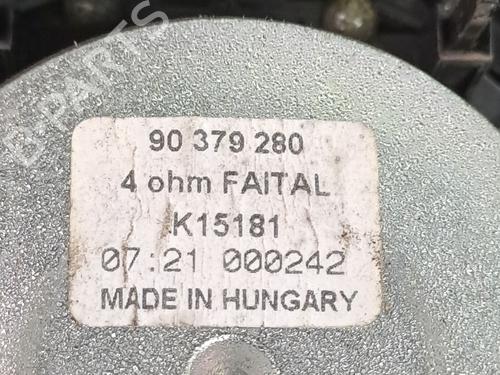 B-PARTS
90 379 280
4 ohm FAITAL
K15181
07:21 000242
MADE IN HUNGARY